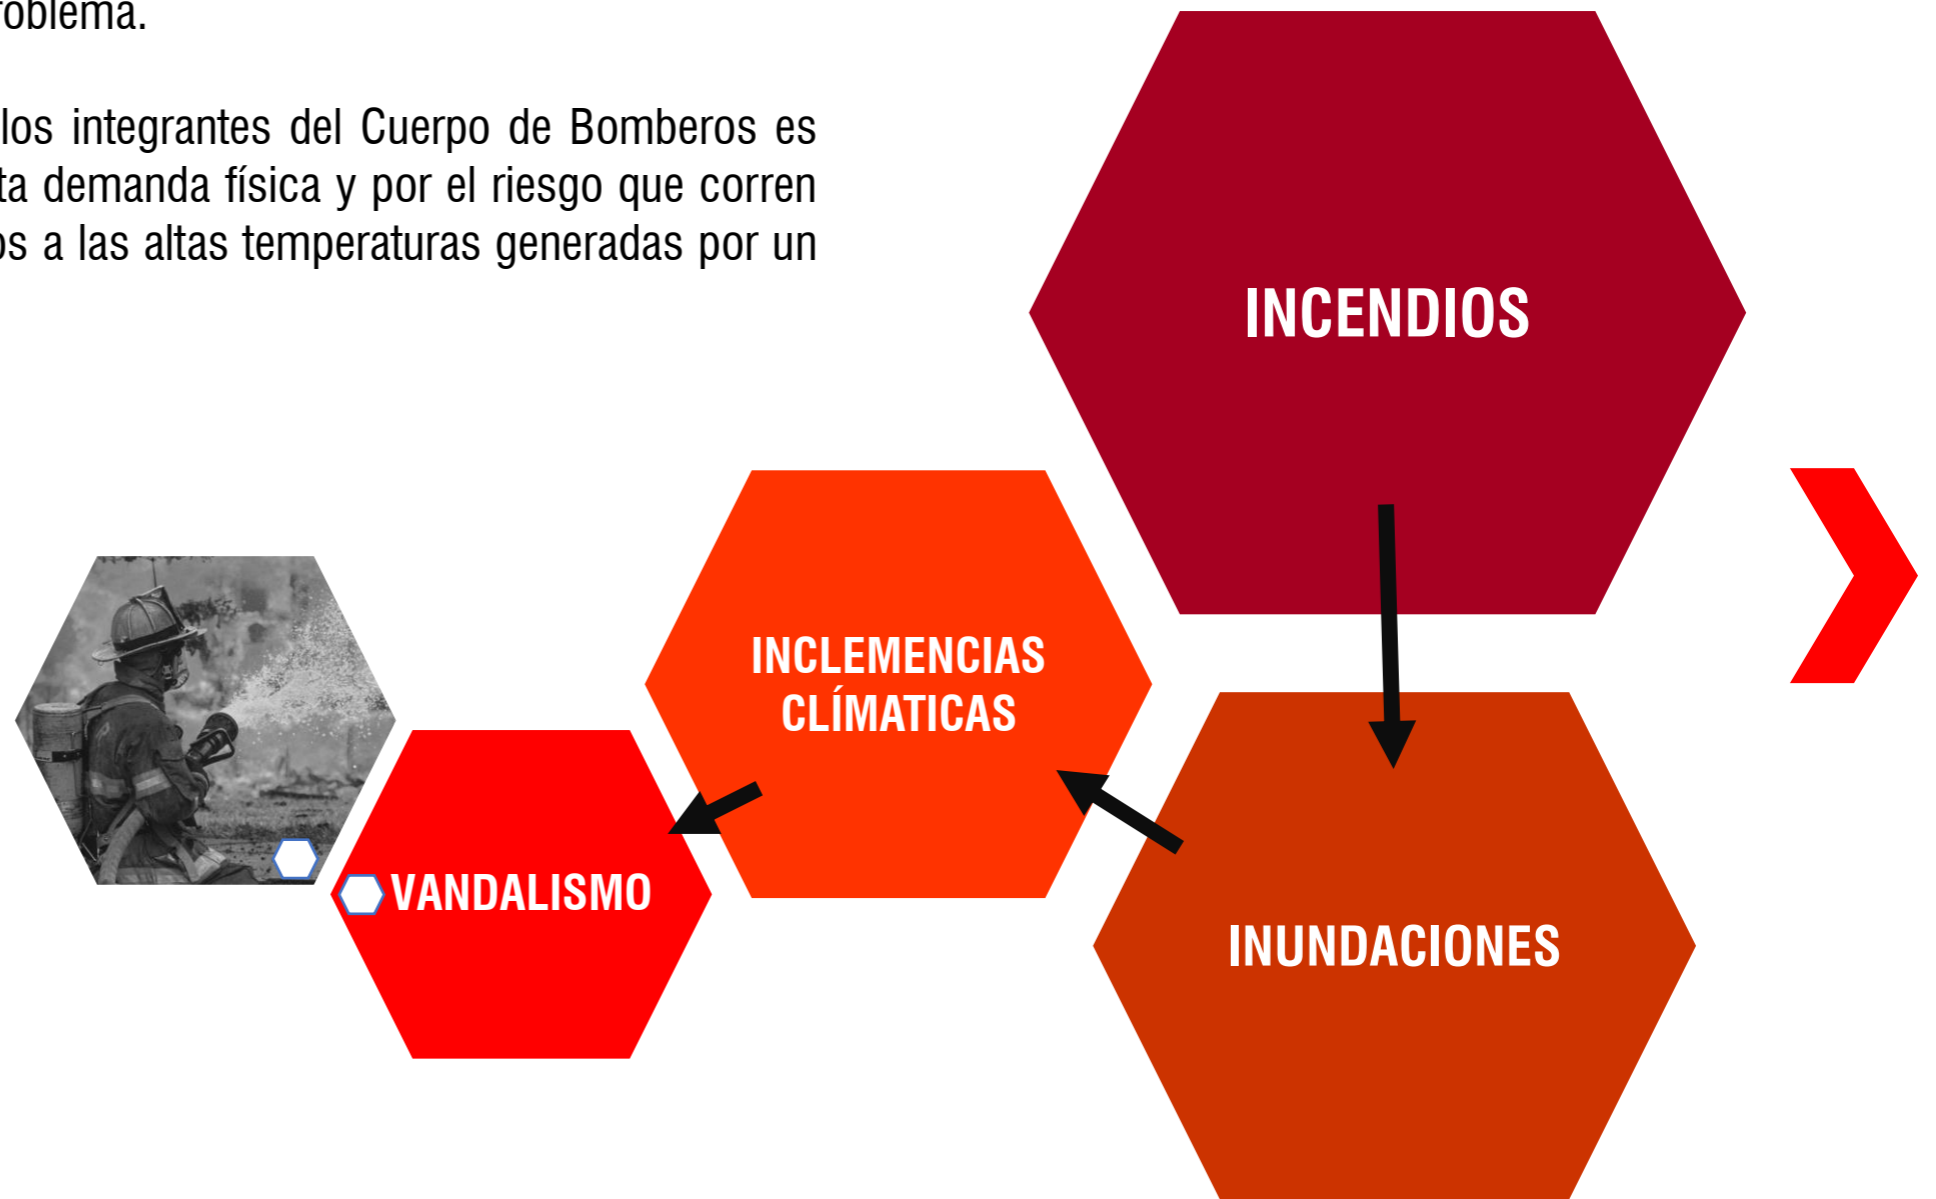 roblema.
los integrantes del Cuerpo de Bomberos es
ta demanda física y por el riesgo que corren
os a las altas temperaturas generadas por un
INCENDIOS
INCLEMENCIAS
CLÍMATICAS
VANDALISMO
INUNDACIONES